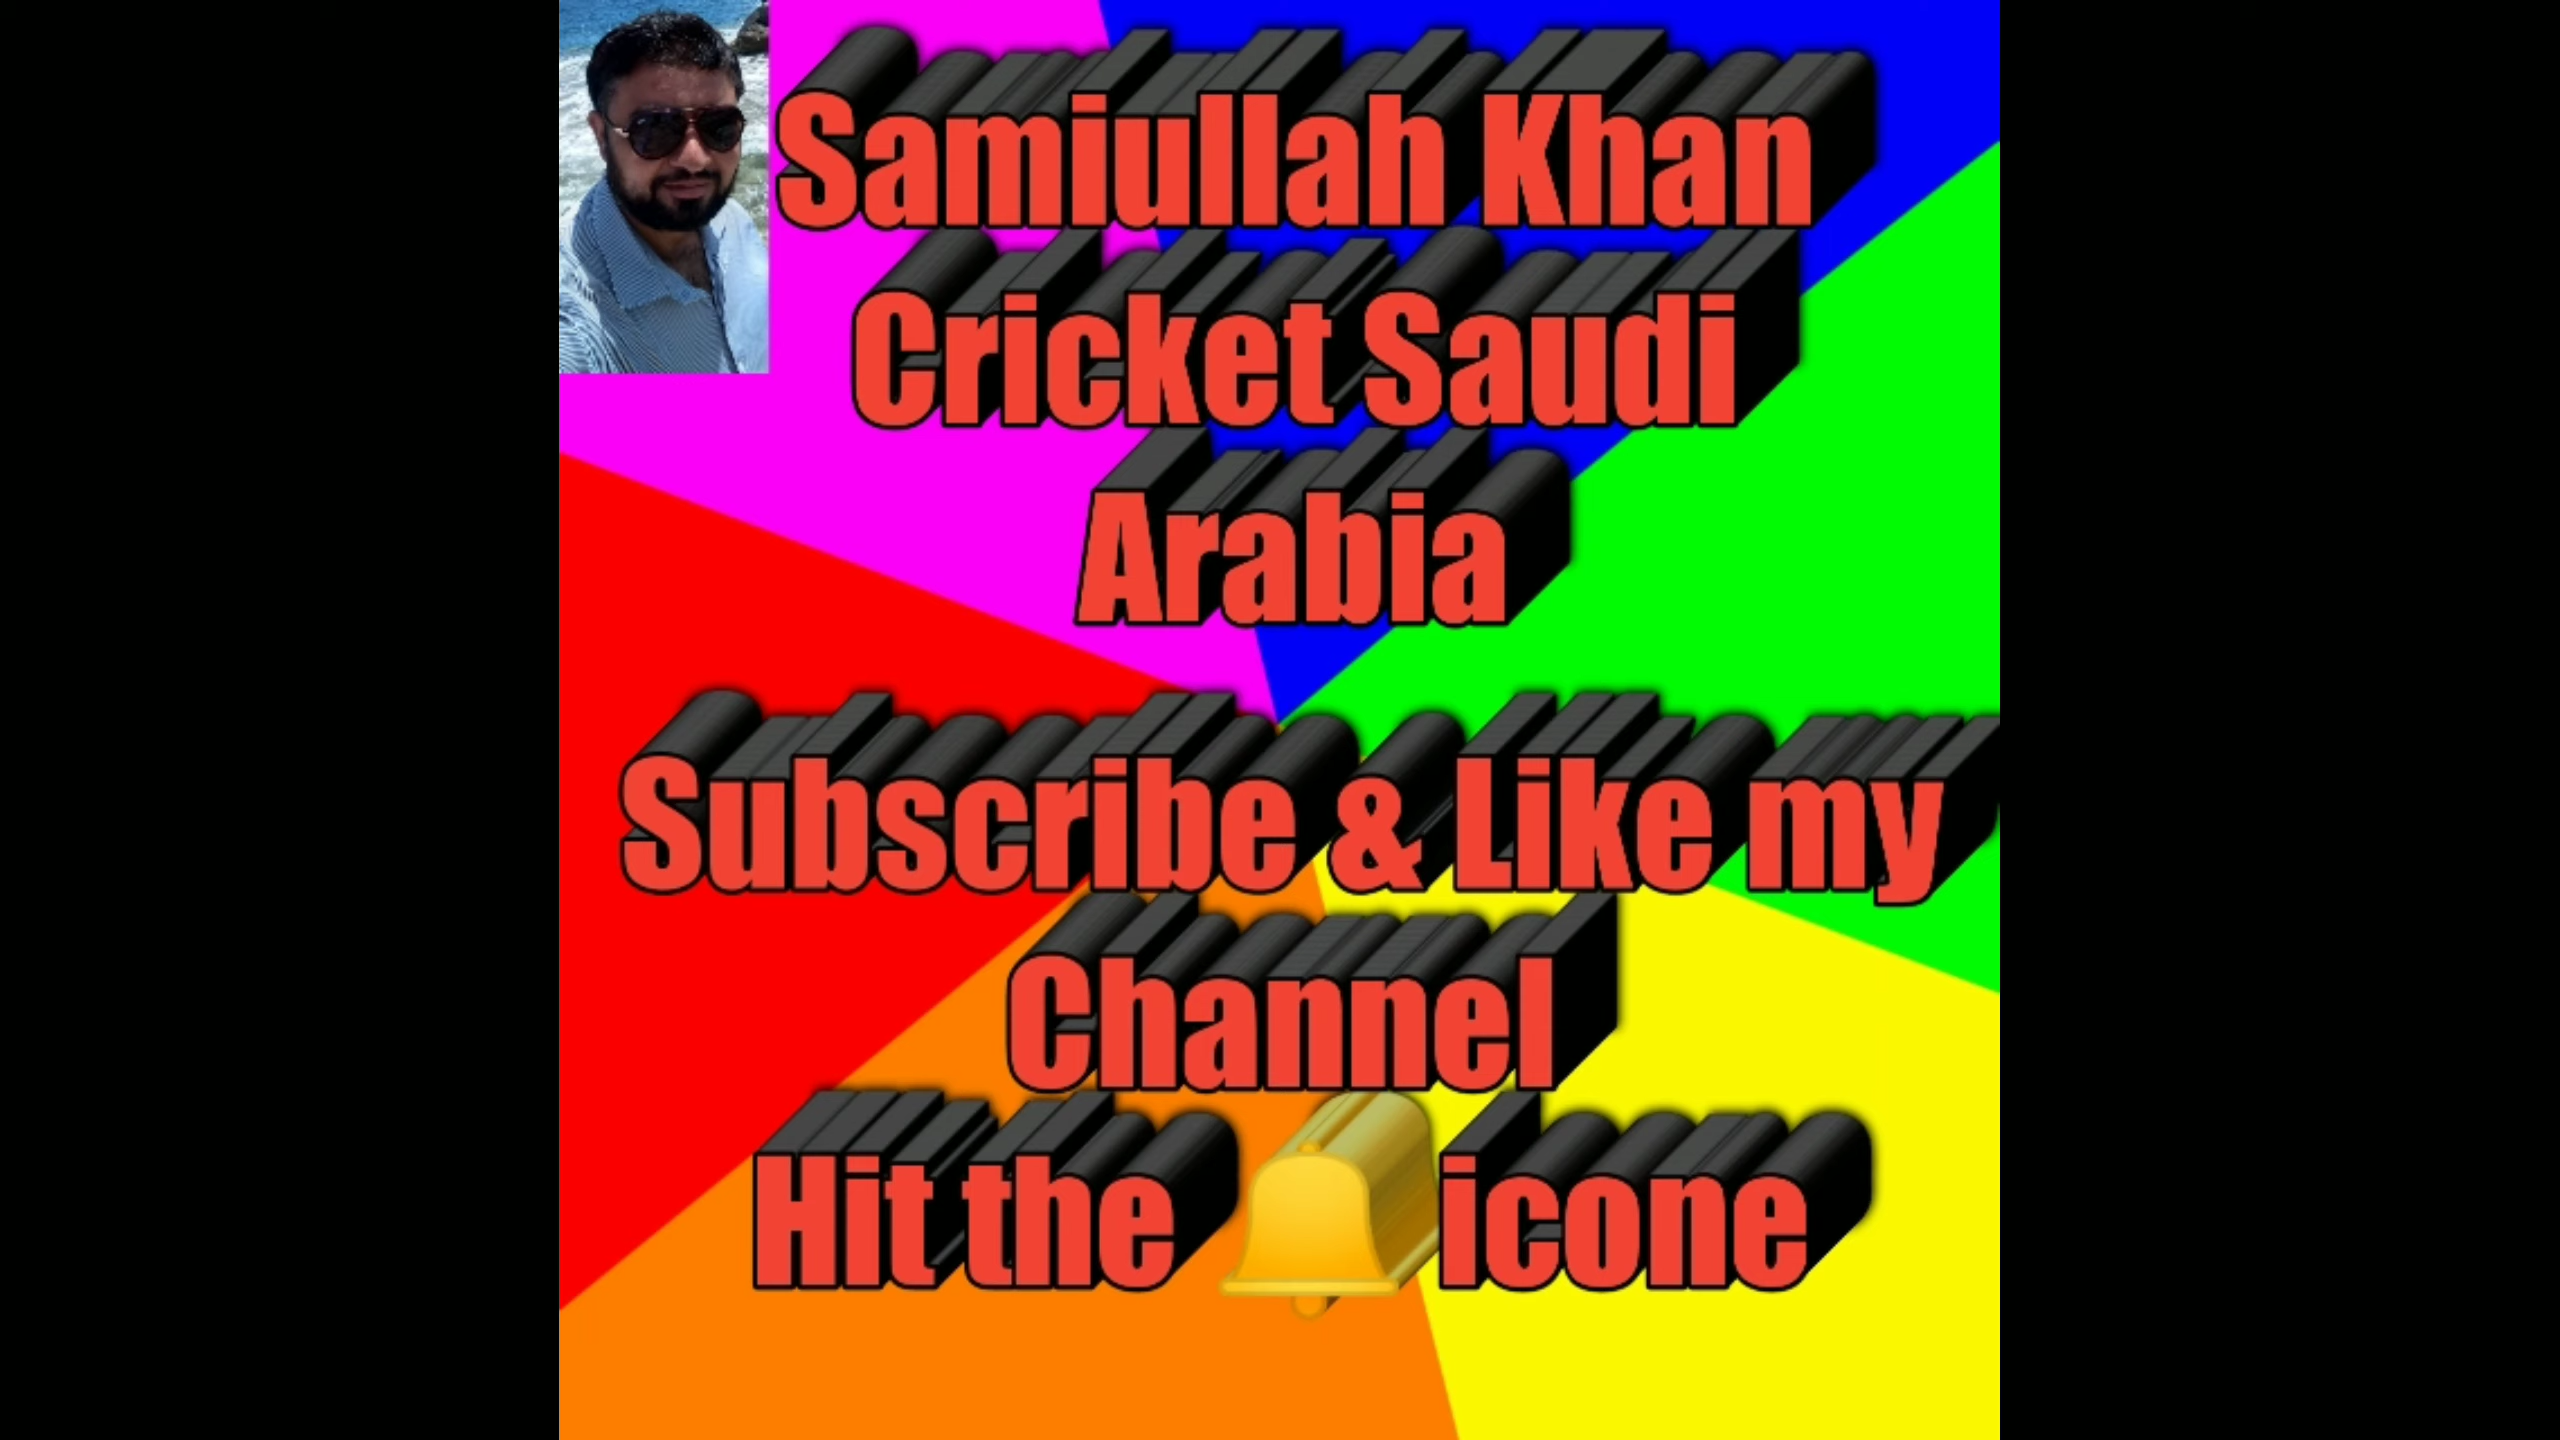 Samiullah Khan
Cricket Saudi
Arabia
Subscribe & Like my
Channel
Hit the 🔔icone